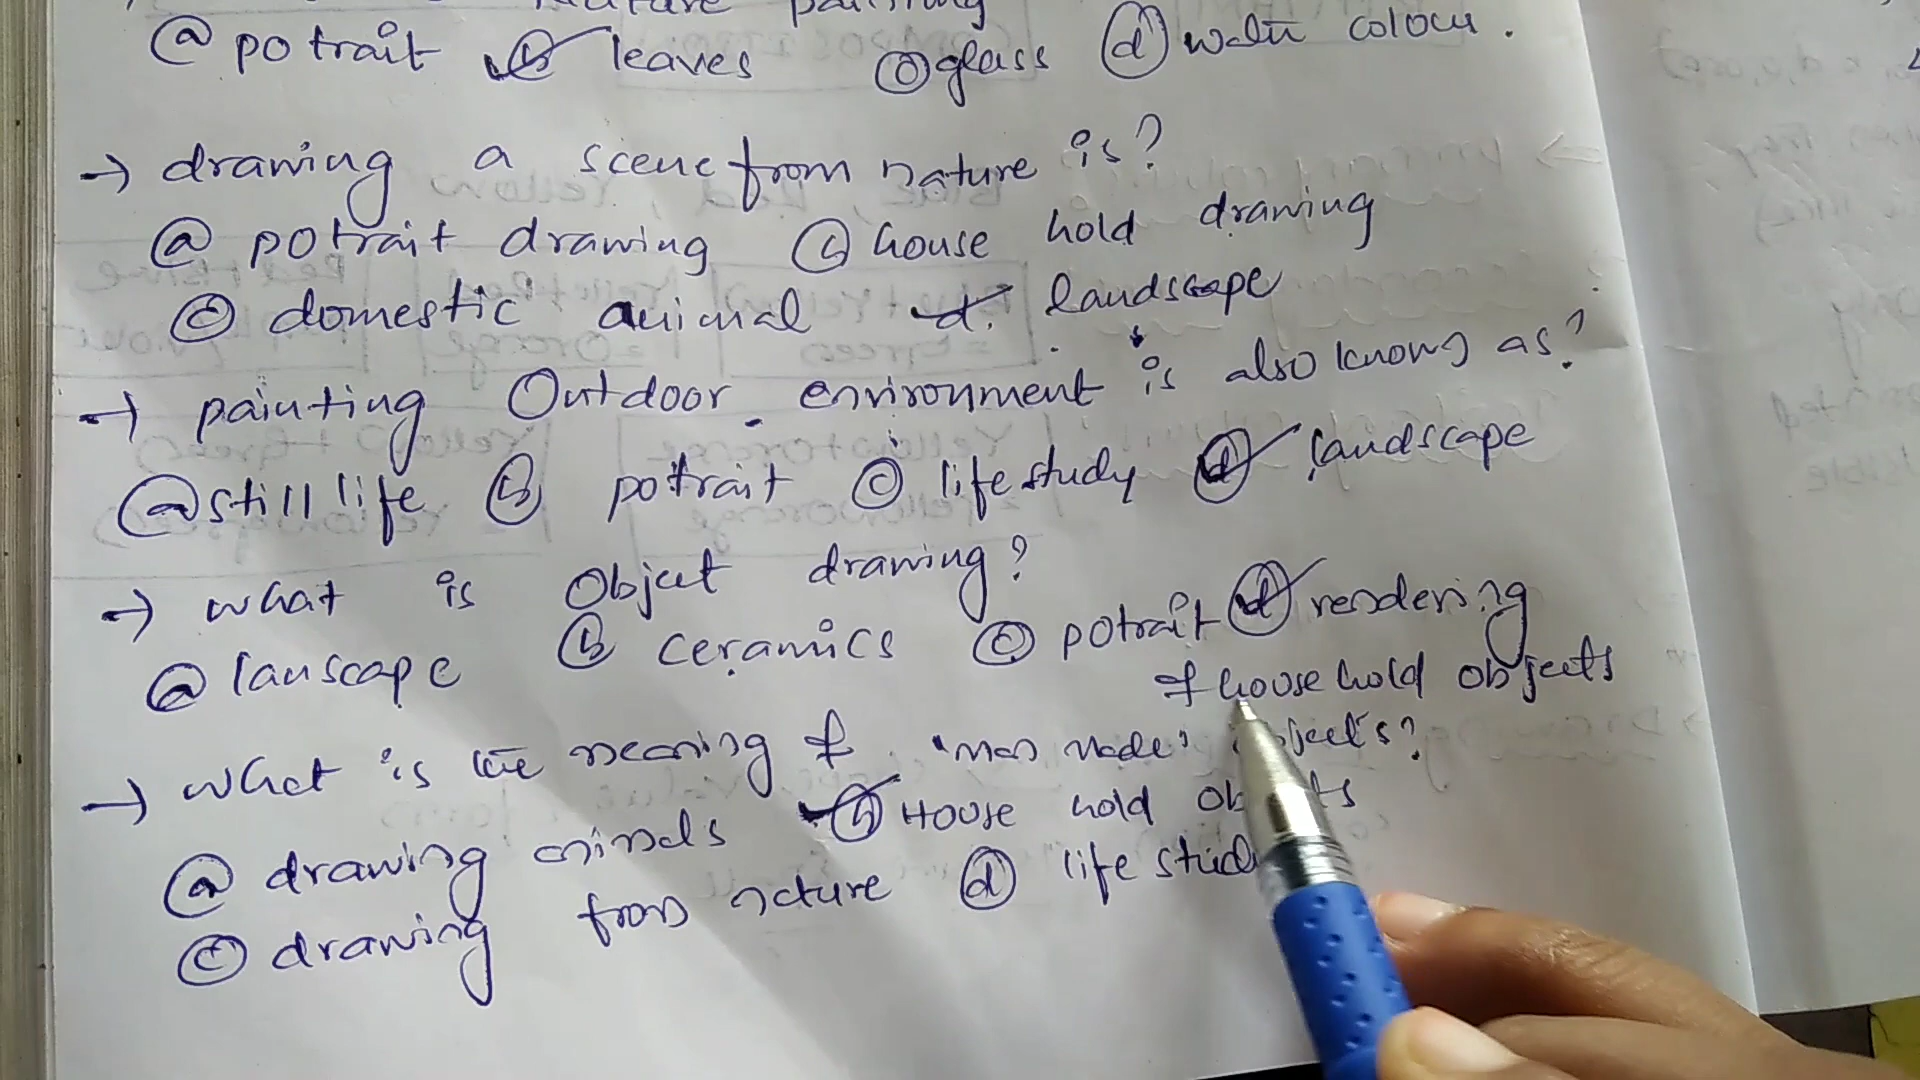 nature painting
ⓐ potrait ⓑ leaves ⓒ glass ⓓ water colour.
→ drawing a scene from nature is?
ⓐ potrait drawing ⓑ house hold drawing
ⓒ domestic animal d. landscape
→ painting Outdoor environment is also known as?
ⓐ still life ⓑ potrait ⓒ life study ⓓ landscape
→ what is Object drawing?
ⓐ lanscape ⓑ ceramics ⓒ potrait ⓓ rendering
of house hold objects
→ what is the meaning of "man made" objects?
ⓐ drawing animals ⓑ House hold
ⓒ drawing from nature ⓓ life